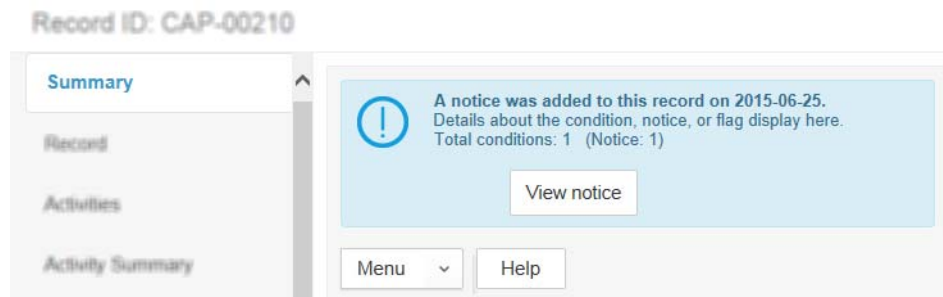 Record ID: CAP-00210
Summary
A notice was added to this record on 2015-06-25.
Details about the condition, notice, or flag display here.
Total conditions: 1 (Notice: 1)
Record
View notice
Activities
Activity Summary
Menu
Help